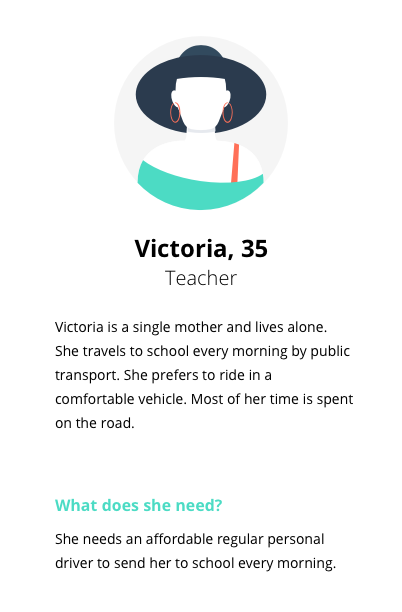 Victoria, 35
Teacher
Victoria is a single mother and lives alone.
She travels to school every morning by public
transport. She prefers to ride in a
comfortable vehicle. Most of her time is spent
on the road.
What does she need?
She needs an affordable regular personal
driver to send her to school every morning.